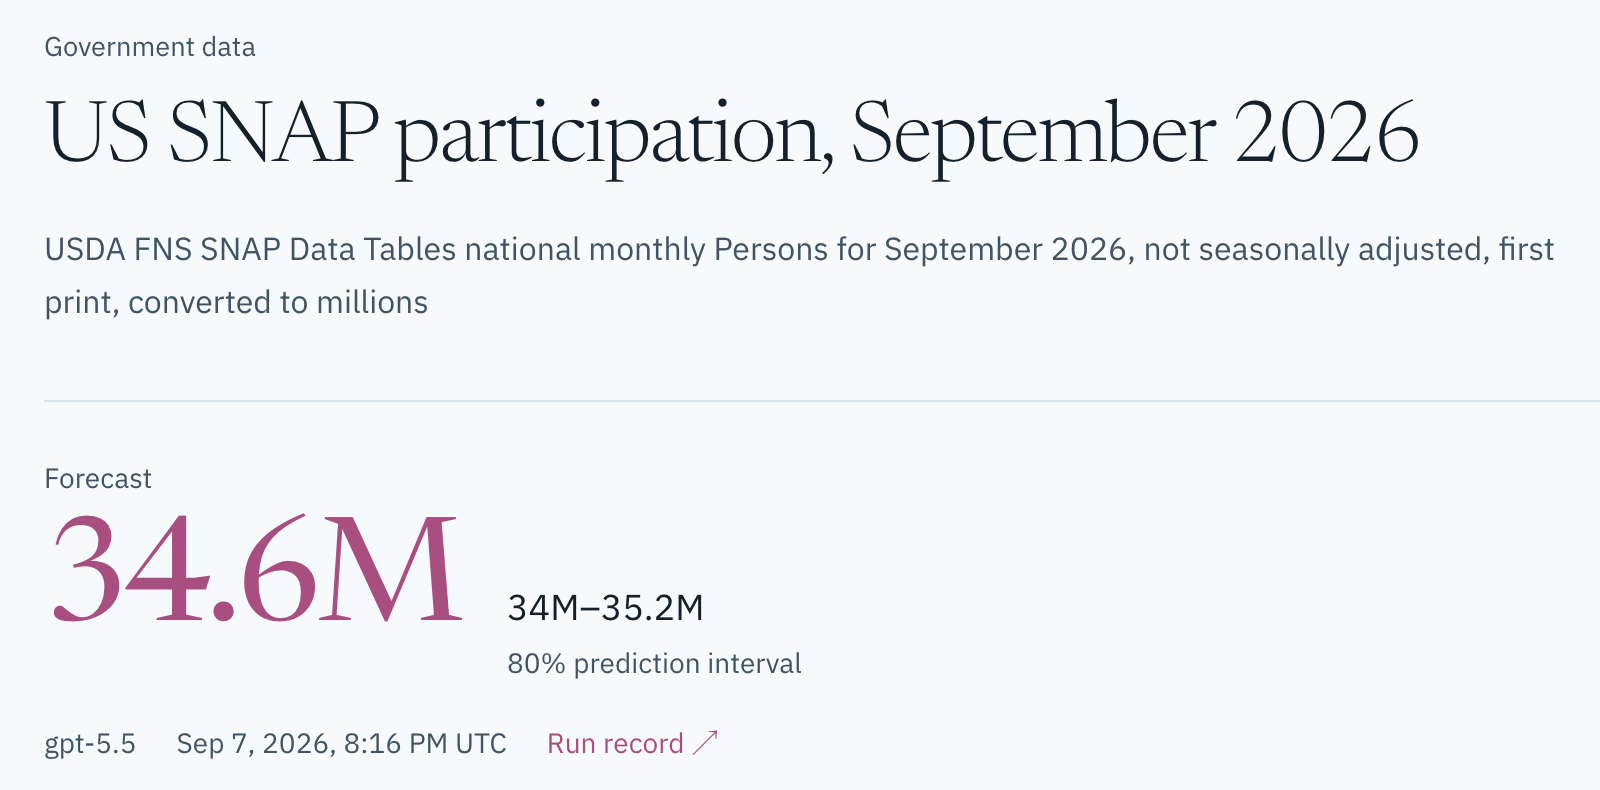 Government data
US SNAP participation, September 2026
USDA FNS SNAP Data Tables national monthly Persons for September 2026, not seasonally adjusted, first
print, converted to millions
Forecast
34.6M
34M–35.2M
80% prediction interval
gpt-5.5 Sep 7, 2026, 8:16 PM UTC Run record ↗